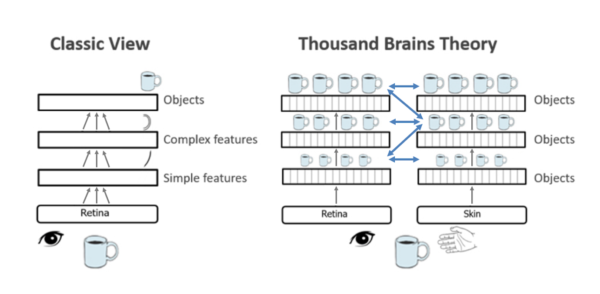 Classic View
Objects
Complex features
Simple features
Retina
Thousand Brains Theory
Objects
Objects
Objects
Retina
Skin